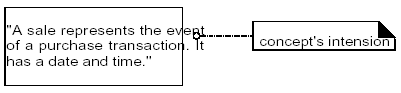 "A sale represents the event
of a purchase transaction. It
has a date and time."
concept's intension